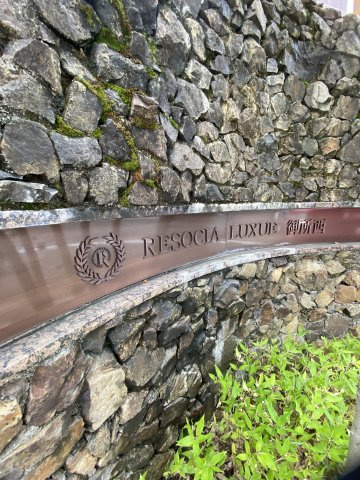 R RESOCIA LUXUE 御所西